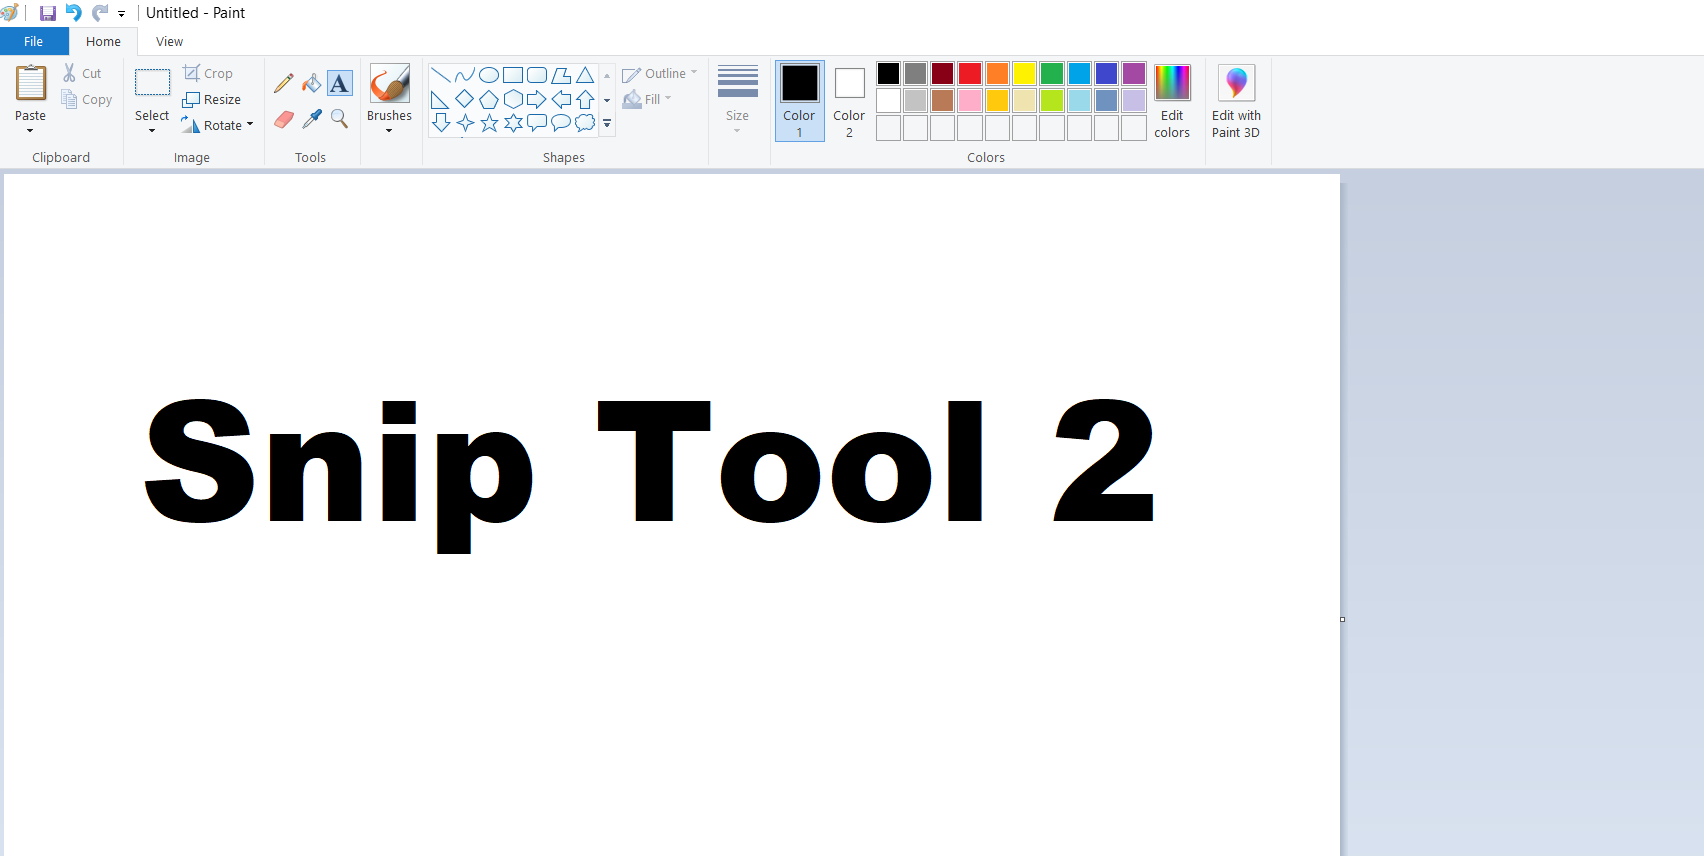 Untitled - Paint
File Home View
Paste Cut Copy Clipboard
Select Crop Resize Rotate Image
A Tools
Brushes
Outline Fill Shapes
Size
Color 1 Color 2 Edit colors Colors
Edit with Paint 3D
Snip Tool 2